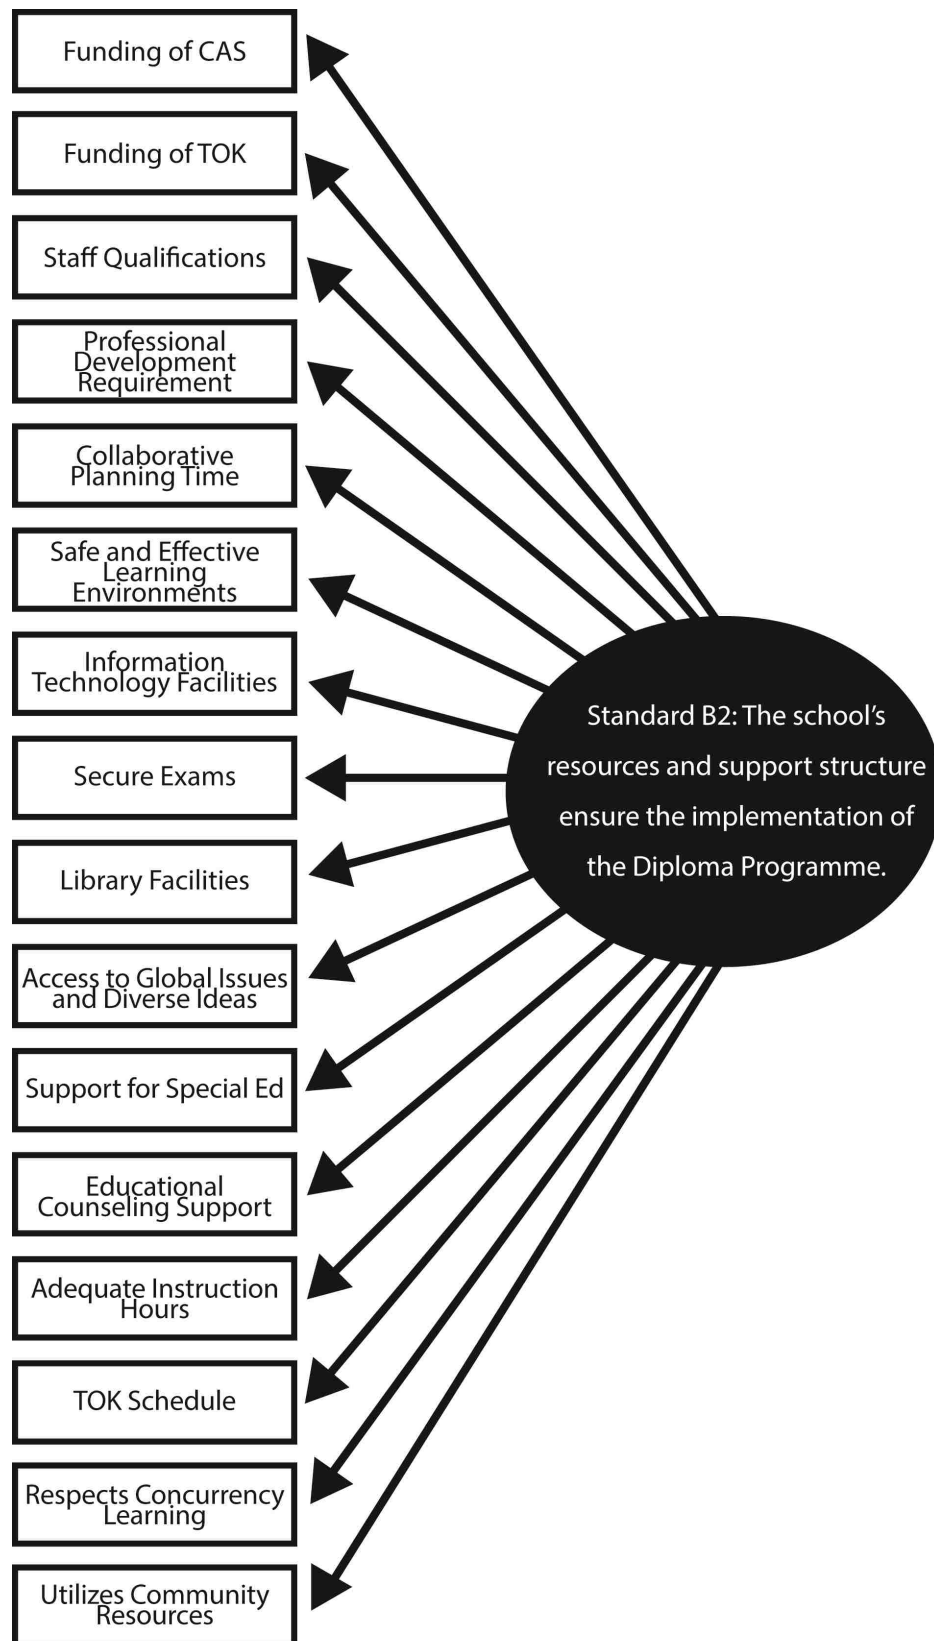 Funding of CAS
Funding of TOK
Staff Qualifications
Professional
Development
Requirement
Collaborative
Planning Time
Safe and Effective
Learning
Environments
Information
Technology Facilities
Secure Exams
Library Facilities
Access to Global Issues
and Diverse Ideas
Support for Special Ed
Educational
Counseling Support
Adequate Instruction
Hours
TOK Schedule
Respects Concurrency
Learning
Utilizes Community
Resources
Standard B2: The school’s
resources and support structure
ensure the implementation of
the Diploma Programme.